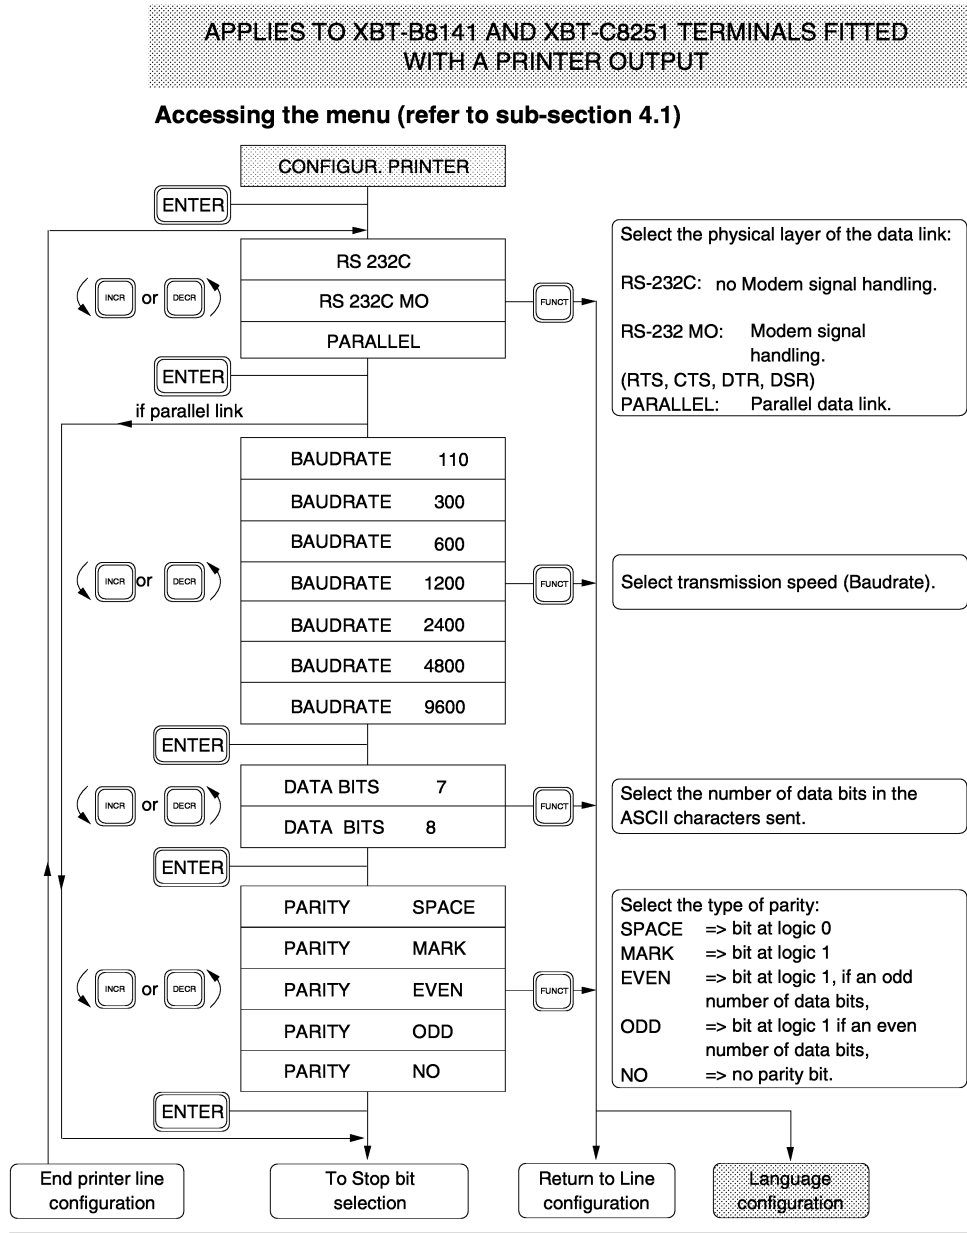 APPLIES TO XBT-B8141 AND XBT-C8251 TERMINALS FITTED
WITH A PRINTER OUTPUT
Accessing the menu (refer to sub-section 4.1)
CONFIGUR. PRINTER
ENTER
RS 232C
INCR or DECR
RS 232C MO
FUNCT
PARALLEL
Select the physical layer of the data link:
RS-232C: no Modem signal handling.
RS-232 MO: Modem signal
handling.
(RTS, CTS, DTR, DSR)
PARALLEL: Parallel data link.
ENTER
if parallel link
BAUDRATE 110
BAUDRATE 300
BAUDRATE 600
INCR or DECR
BAUDRATE 1200
FUNCT
Select transmission speed (Baudrate).
BAUDRATE 2400
BAUDRATE 4800
BAUDRATE 9600
ENTER
DATA BITS 7
INCR or DECR
FUNCT
DATA BITS 8
Select the number of data bits in the
ASCII characters sent.
ENTER
PARITY SPACE
PARITY MARK
INCR or DECR
PARITY EVEN
FUNCT
PARITY ODD
PARITY NO
Select the type of parity:
SPACE => bit at logic 0
MARK => bit at logic 1
EVEN => bit at logic 1, if an odd
number of data bits,
ODD => bit at logic 1 if an even
number of data bits,
NO => no parity bit.
ENTER
End printer line
configuration
To Stop bit
selection
Return to Line
configuration
Language
configuration